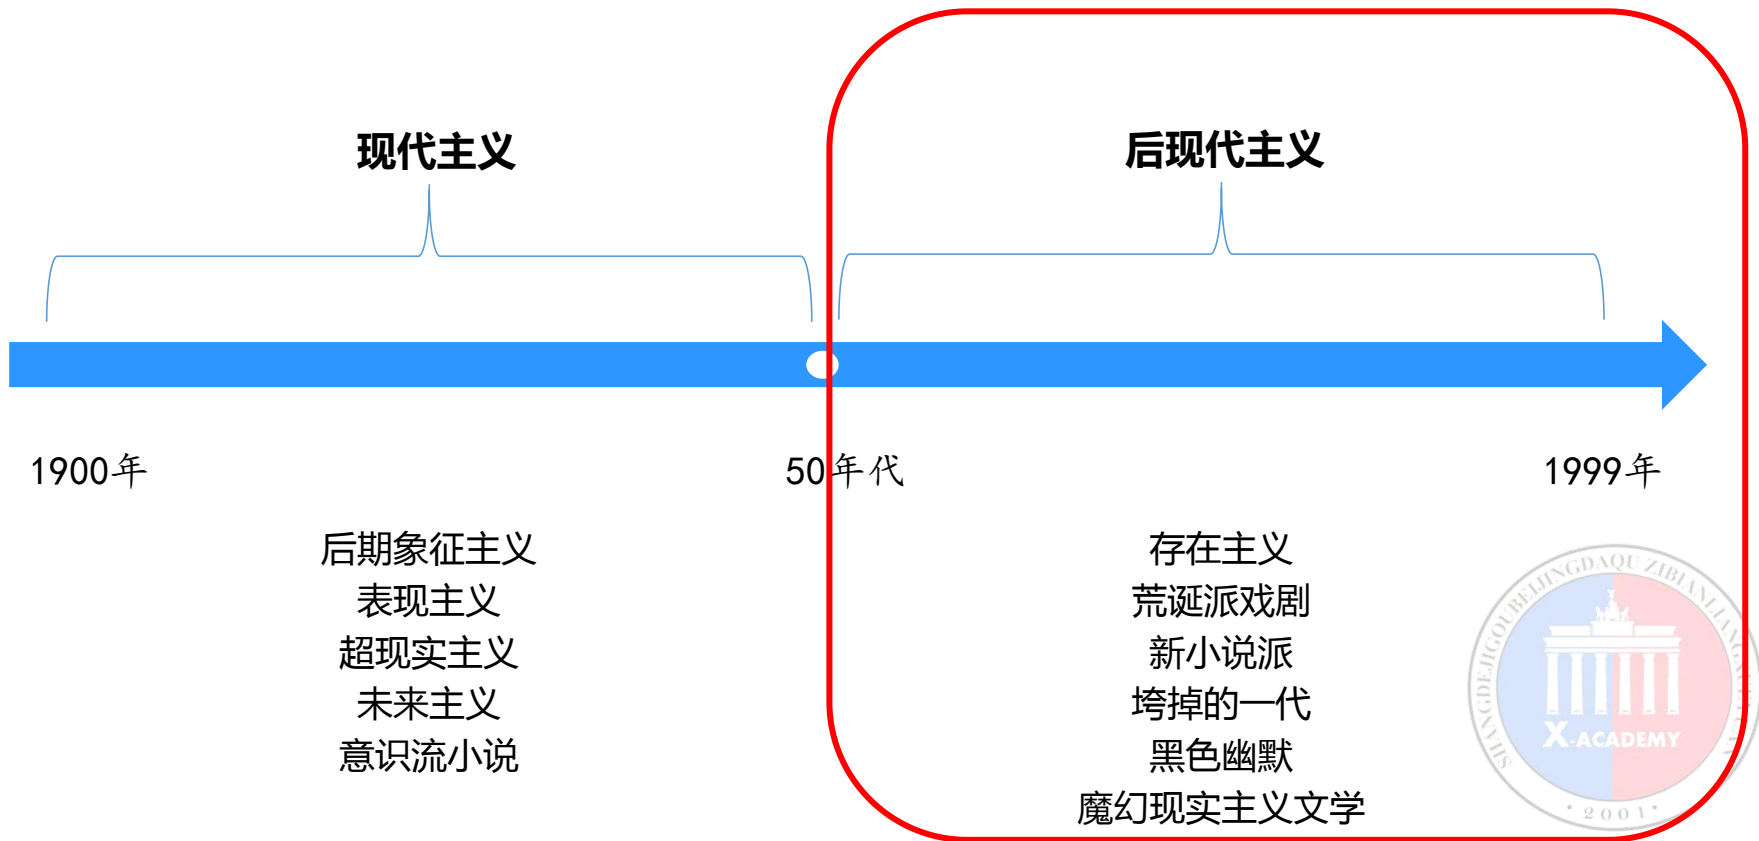 现代主义
后现代主义
1900年
50年代
1999年
后期象征主义
表现主义
超现实主义
未来主义
意识流小说
存在主义
荒诞派戏剧
新小说派
垮掉的一代
黑色幽默
魔幻现实主义文学
X-ACADEMY
·2001·